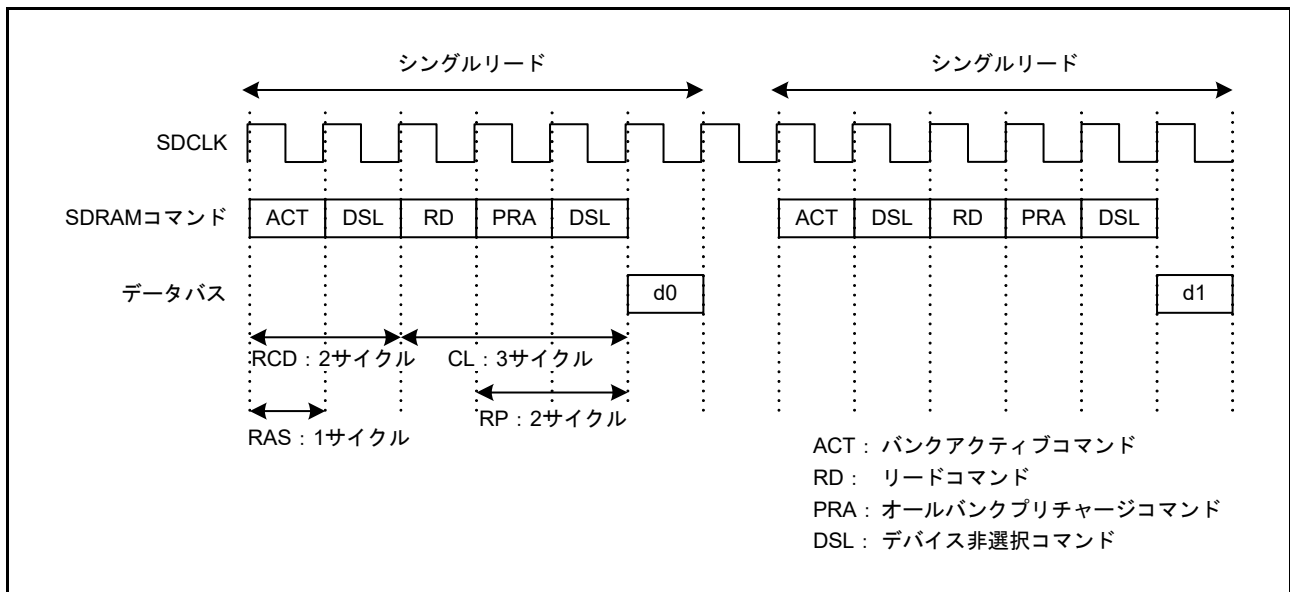 シングルリード シングルリード
SDCLK
SDRAMコマンド ACT DSL RD PRA DSL ACT DSL RD PRA DSL
データバス d0 d1
RCD：2サイクル CL：3サイクル
RAS：1サイクル RP：2サイクル
ACT： バンクアクティブコマンド
RD： リードコマンド
PRA： オールバンクプリチャージコマンド
DSL： デバイス非選択コマンド